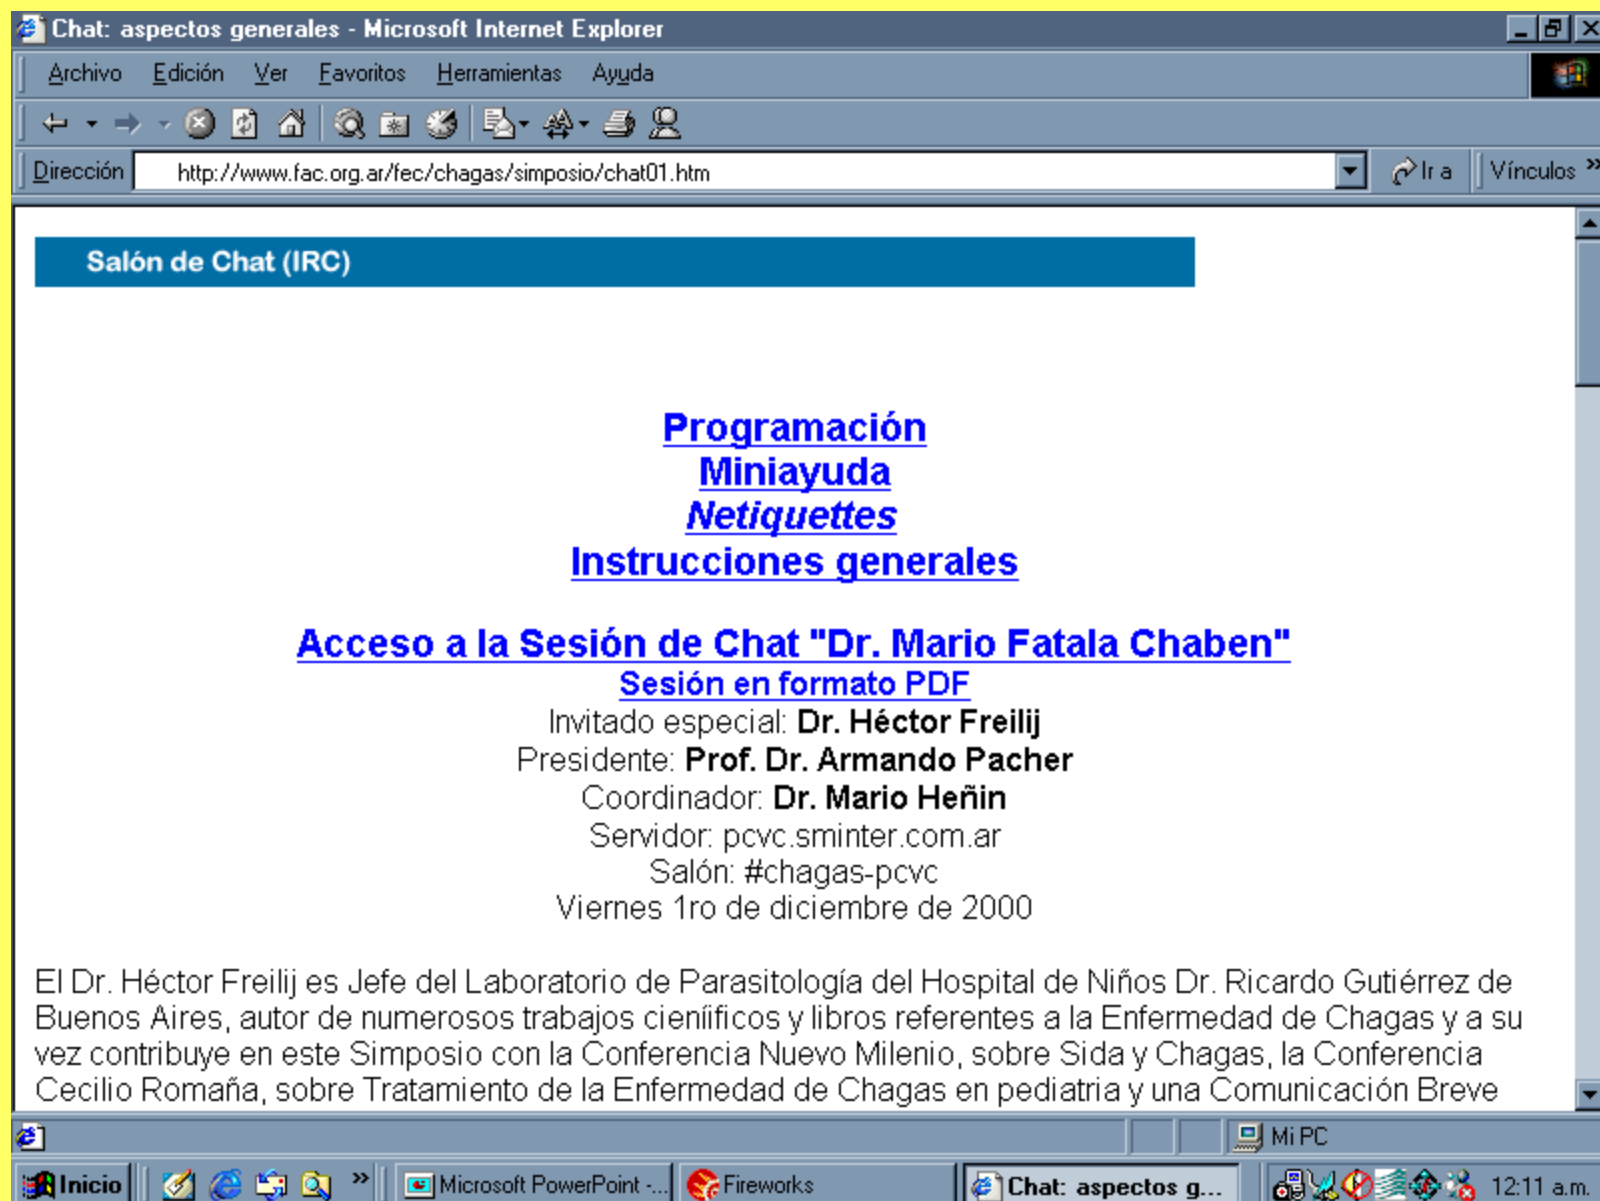 Chat: aspectos generales - Microsoft Internet Explorer
Archivo Edición Ver Favoritos Herramientas Ayuda
Dirección http://www.fac.org.ar/fec/chagas/simposio/chat01.htm Ir a Vínculos »
Salón de Chat (IRC)
Programación
Miniayuda
Netiquettes
Instrucciones generales
Acceso a la Sesión de Chat "Dr. Mario Fatala Chaben"
Sesión en formato PDF
Invitado especial: Dr. Héctor Freilij
Presidente: Prof. Dr. Armando Pacher
Coordinador: Dr. Mario Heñin
Servidor: pcvc.sminter.com.ar
Salón: #chagas-pcvc
Viernes 1ro de diciembre de 2000
El Dr. Héctor Freilij es Jefe del Laboratorio de Parasitología del Hospital de Niños Dr. Ricardo Gutiérrez de
Buenos Aires, autor de numerosos trabajos cieníificos y libros referentes a la Enfermedad de Chagas y a su
vez contribuye en este Simposio con la Conferencia Nuevo Milenio, sobre Sida y Chagas, la Conferencia
Cecilio Romaña, sobre Tratamiento de la Enfermedad de Chagas en pediatria y una Comunicación Breve
Mi PC
Inicio » Microsoft PowerPoint -... Fireworks Chat: aspectos g... 12:11 a.m.